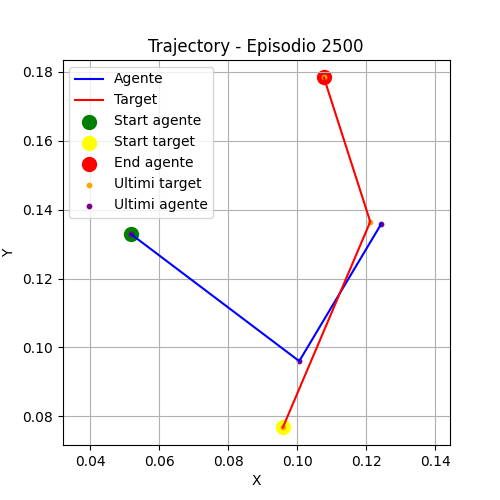 Trajectory - Episodio 2500
Agente
Target
Start agente
Start target
End agente
Ultimi target
Ultimi agente
0.18
0.16
0.14
0.12
0.10
0.08
Y
0.04
0.06
0.08
0.10
0.12
0.14
X